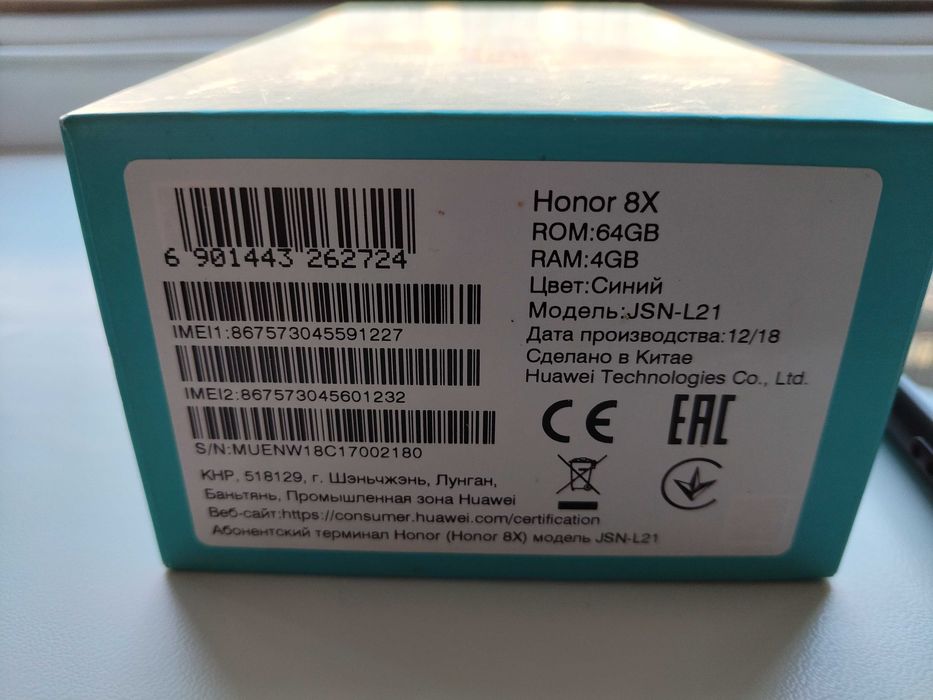 6 901443 262724
IMEI1:867573045591227
IMEI2:867573045601232
S/N:MUENW18C17002180
Honor 8X
ROM:64GB
RAM:4GB
Цвет:Синий
Модель:JSN-L21
Дата производства:12/18
Сделано в Китае
Huawei Technologies Co., Ltd.
CE EAC
КНР, 518129, г. Шэньчжэнь, Лунган,
Баньтянь, Промышленная зона Huawei
Веб-сайт:https://consumer.huawei.com/certification
Абонентский терминал Honor (Honor 8X) модель JSN-L21